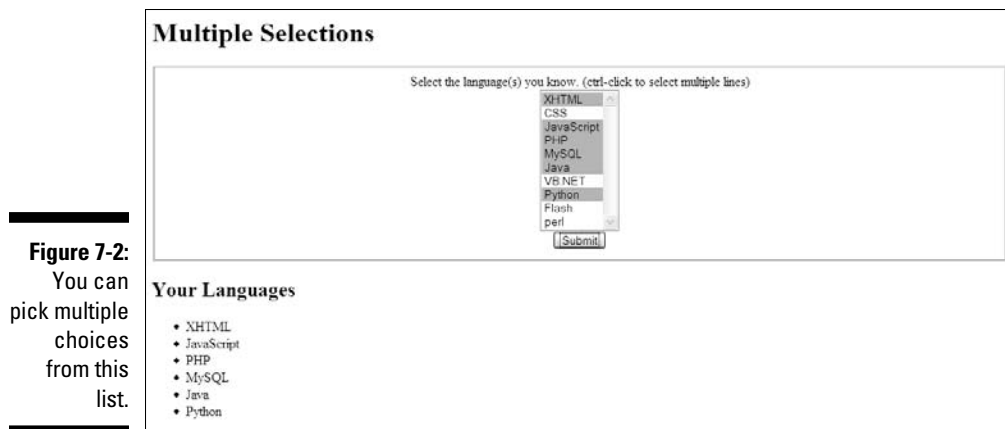 Multiple Selections
Select the language(s) you know. (ctrl-click to select multiple lines)
XHTML
CSS
JavaScript
PHP
MySQL
Java
VB.NET
Python
Flash
perl
Submit
Figure 7-2:
You can
pick multiple
choices
from this
list.
Your Languages
• XHTML
• JavaScript
• PHP
• MySQL
• Java
• Python